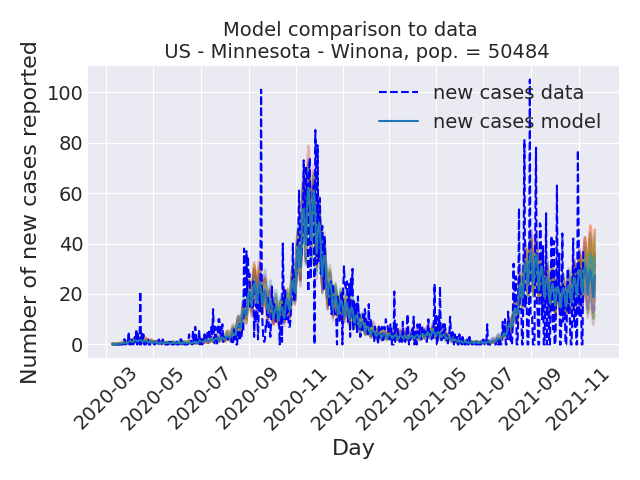 Model comparison to data
US - Minnesota - Winona, pop. = 50484
Number of new cases reported
100
80
60
40
20
0
new cases data
new cases model
2020-03
2020-05
2020-07
2020-09
2020-11
2021-01
2021-03
2021-05
2021-07
2021-09
2021-11
Day